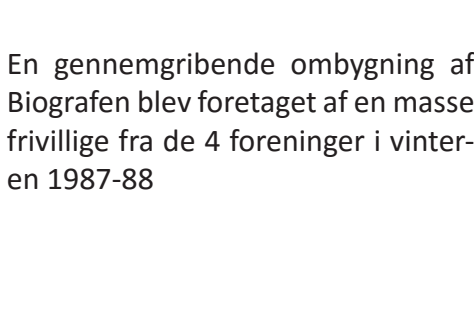 En gennemgribende ombygning af
Biografen blev foretaget af en masse
frivillige fra de 4 foreninger i vinter-
en 1987-88